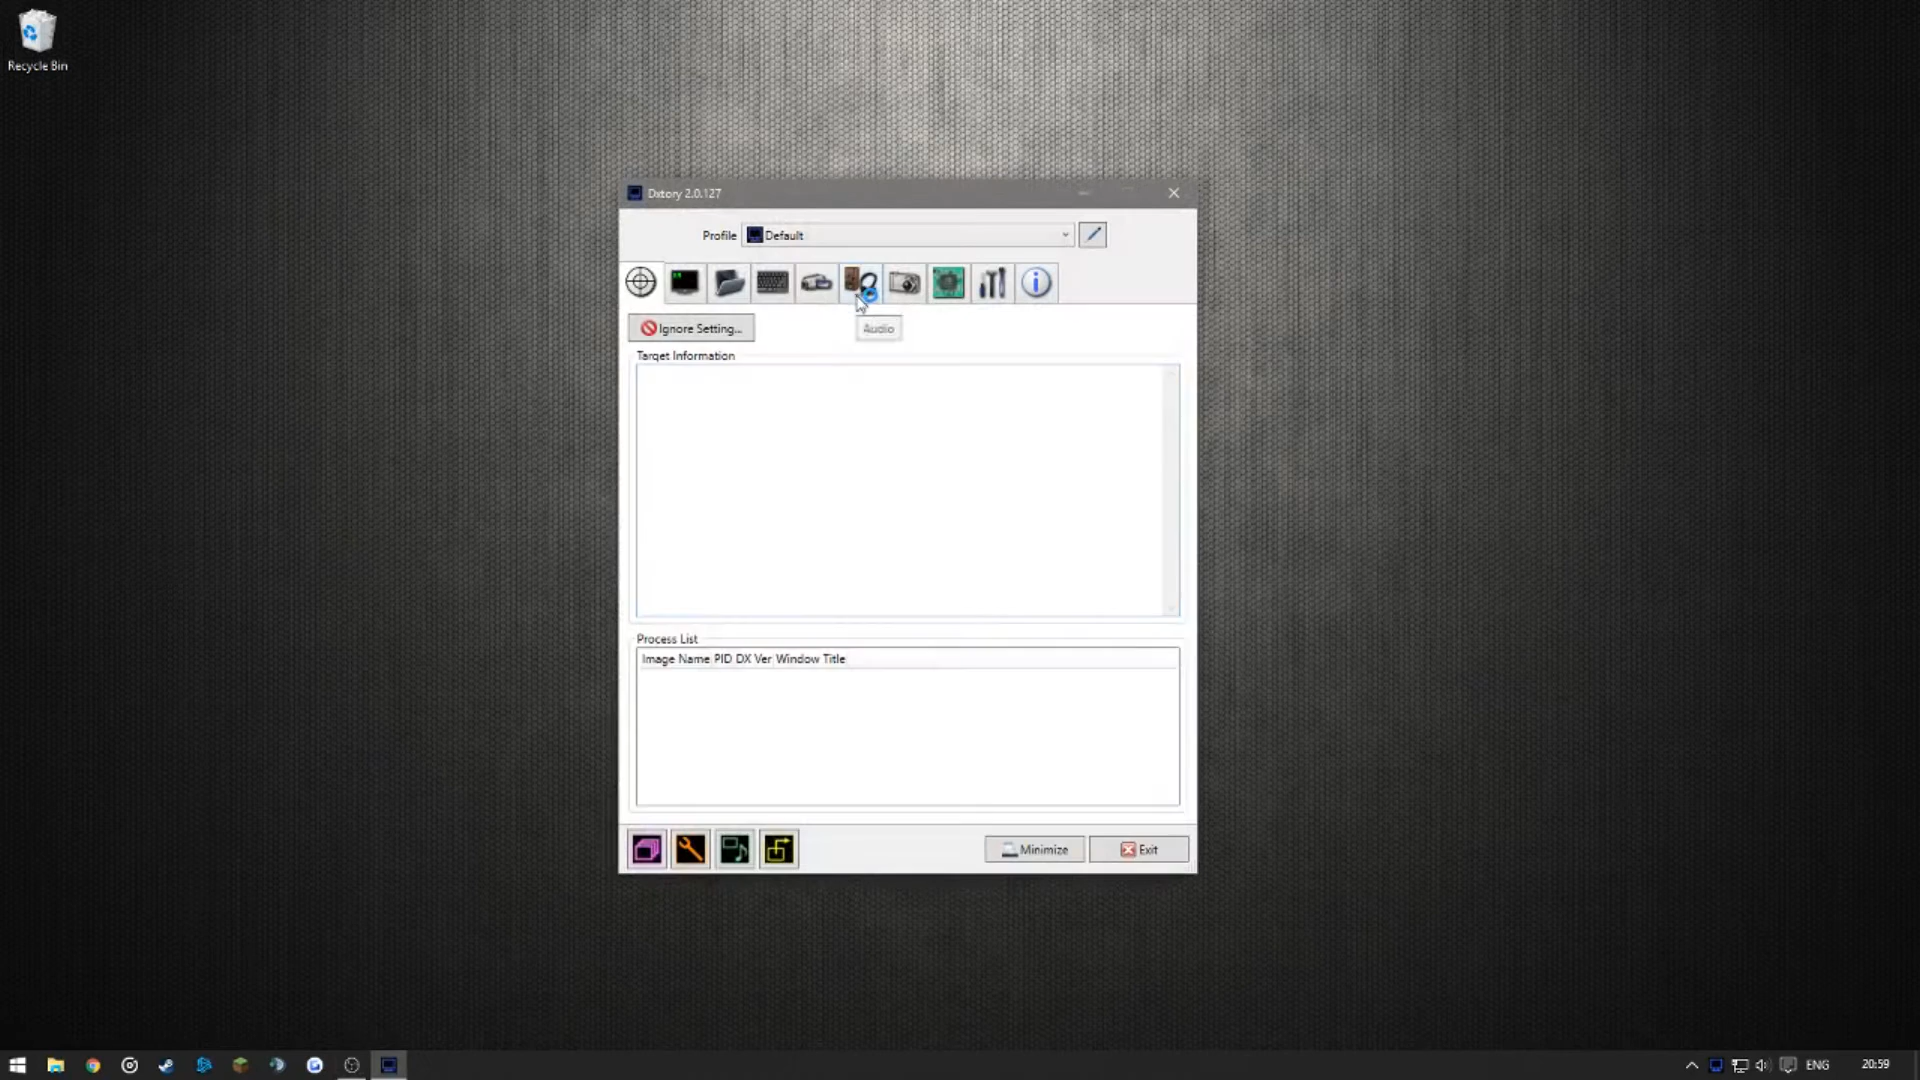 Recycle Bin
Dxtory 2.0.127
Profile
Default
Audio
Ignore Setting...
Target Information
Process List
Image Name PID DX Ver Window Title
Minimize
Exit
ENG
20:59